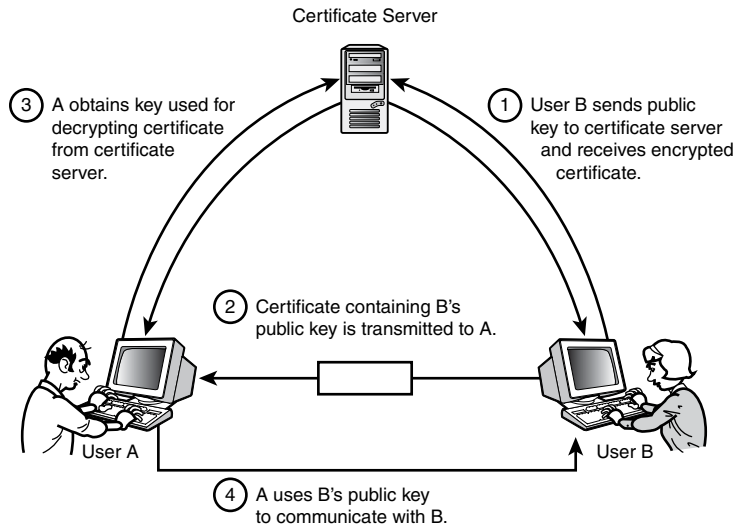 Certificate Server
3 A obtains key used for
decrypting certificate
from certificate
server.
1 User B sends public
key to certificate server
and receives encrypted
certificate.
2 Certificate containing B's
public key is transmitted to A.
User A
User B
4 A uses B's public key
to communicate with B.